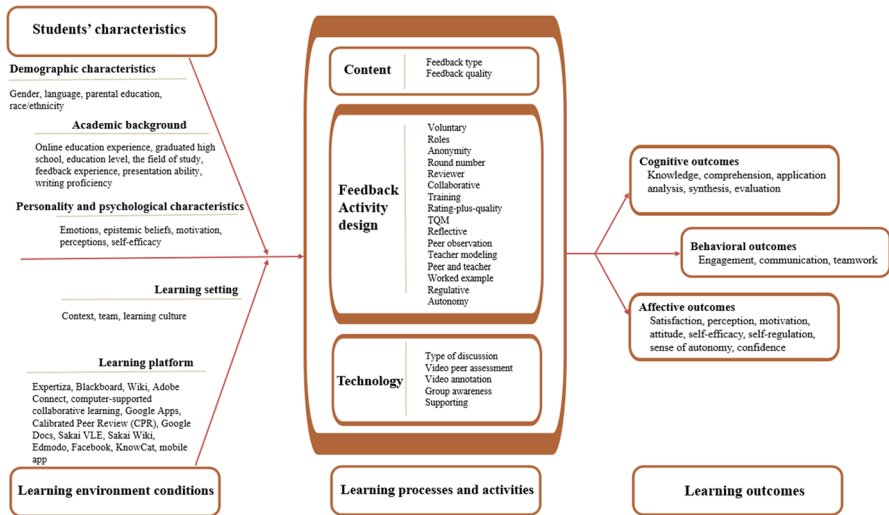 Students' characteristics
Demographic characteristics
Gender, language, parental education,
race/ethnicity
Academic background
Online education experience, graduated high
school, education level, the field of study,
feedback experience, presentation ability,
writing proficiency
Personality and psychological characteristics
Emotions, epistemic beliefs, motivation,
perceptions, self-efficacy
Learning setting
Context, team, learning culture
Learning platform
Expertiza, Blackboard, Wiki, Adobe
Connect, computer-supported
collaborative learning, Google Apps,
Calibrated Peer Review (CPR), Google
Docs, Sakai VLE, Sakai Wiki,
Edmodo, Facebook, KnowCat, mobile
app
Learning environment conditions
Content
Feedback type
Feedback quality
Feedback
Activity
design
Voluntary
Roles
Anonymity
Round number
Reviewer
Collaborative
Training
Rating-plus-quality
TQM
Reflective
Peer observation
Teacher modeling
Peer and teacher
Worked example
Regulative
Autonomy
Technology
Type of discussion
Video peer assessment
Video annotation
Group awareness
Supporting
Learning processes and activities
Cognitive outcomes
Knowledge, comprehension, application
analysis, synthesis, evaluation
Behavioral outcomes
Engagement, communication, teamwork
Affective outcomes
Satisfaction, perception, motivation,
attitude, self-efficacy, self-regulation,
sense of autonomy, confidence
Learning outcomes